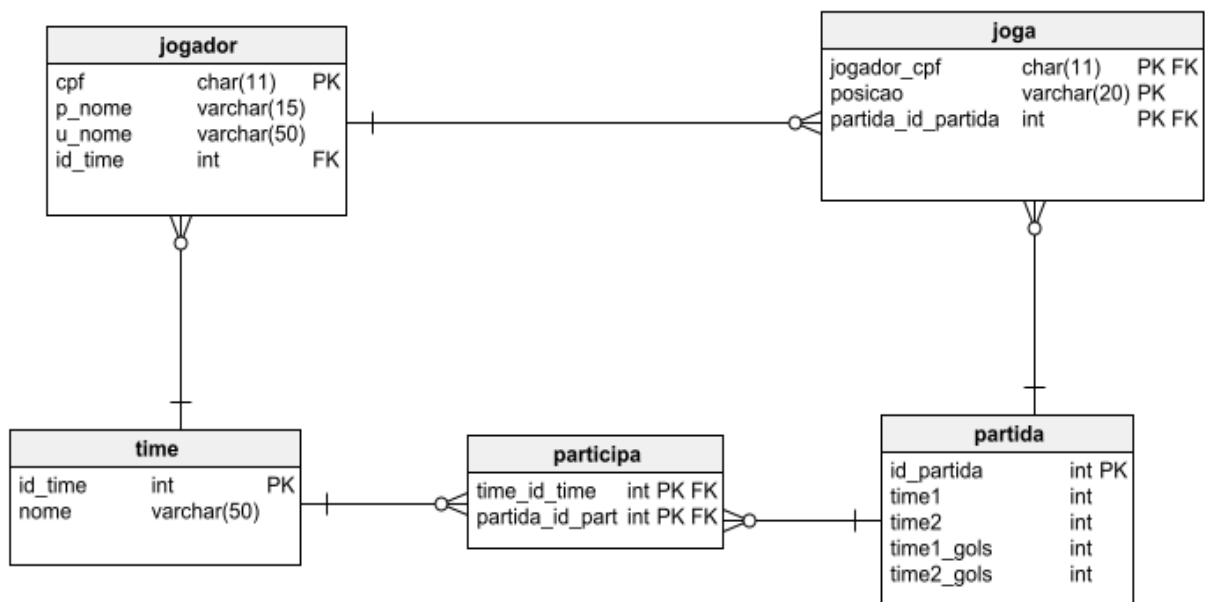 jogador
cpf char(11) PK
p_nome varchar(15)
u_nome varchar(50)
id_time int FK
joga
jogador_cpf char(11) PK FK
posicao varchar(20) PK
partida_id_partida int PK FK
time
id_time int PK
nome varchar(50)
participa
time_id_time int PK FK
partida_id_part int PK FK
partida
id_partida int PK
time1 int
time2 int
time1_gols int
time2_gols int